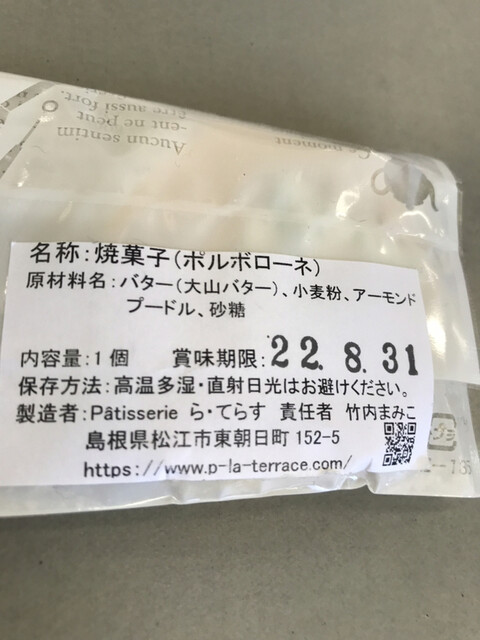 Aucun sentim
-ent ne peut
être aussi fort.
Ce moment
名称:焼菓子(ポルボローネ)
原材料名:バター(大山バター)、小麦粉、アーモンド
プードル、砂糖
内容量:1個 賞味期限:22.8.31
保存方法:高温多湿・直射日光はお避けください。
製造者:Pâtisserie ら・てらす 責任者 竹内まみこ
島根県松江市東朝日町152-5
https://www.p-la-terrace.com/